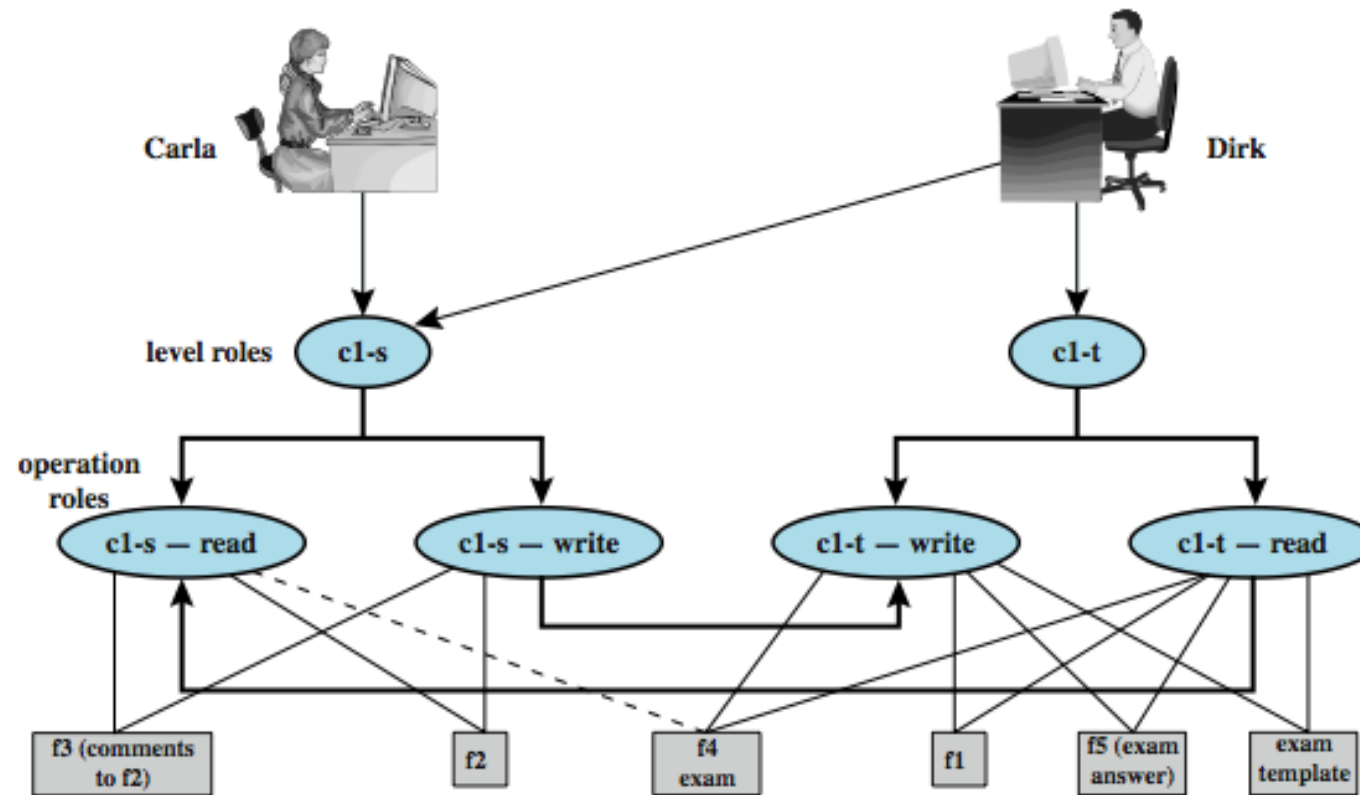 Carla
Dirk
level roles
c1-s
c1-t
operation
roles
c1-s — read
c1-s — write
c1-t — write
c1-t — read
f3 (comments
to f2)
f2
f4
exam
f1
f5 (exam
answer)
exam
template